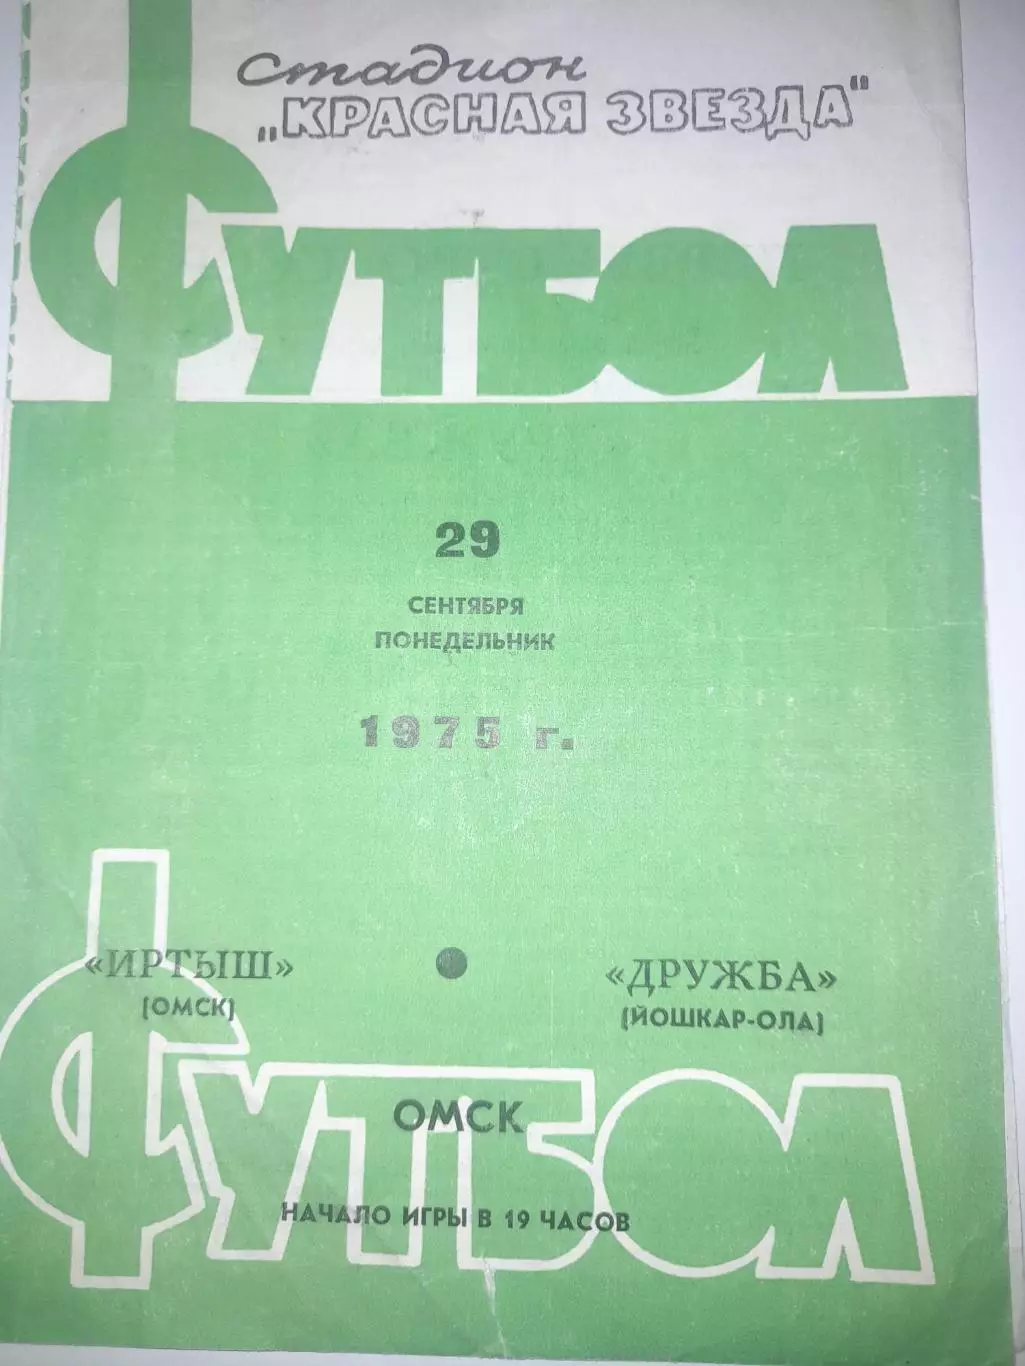 Стадион
„КРАСНАЯ ЗВЕЗДА"
ФУТБОЛ
29
СЕНТЯБРЯ
ПОНЕДЕЛЬНИК
1975 г.
«ИРТЫШ» • «ДРУЖБА»
(ОМСК) (ЙОШКАР-ОЛА)
ОМСК
ФУТБОЛ
НАЧАЛО ИГРЫ В 19 ЧАСОВ